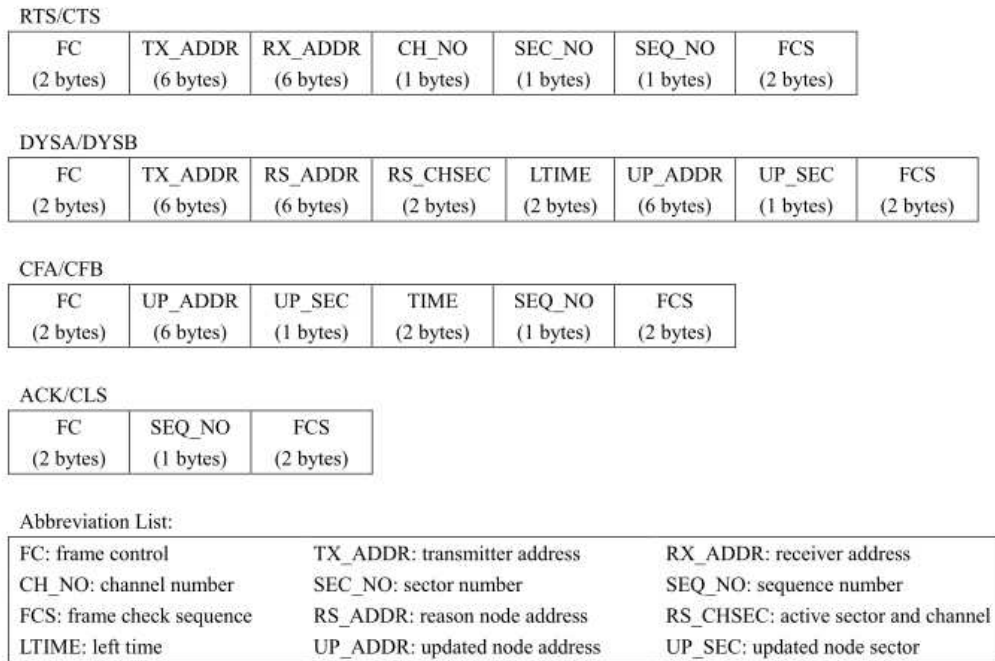 RTS/CTS
FC TX_ADDR RX_ADDR CH_NO SEC_NO SEQ_NO FCS
(2 bytes) (6 bytes) (6 bytes) (1 bytes) (1 bytes) (1 bytes) (2 bytes)
DYSA/DYSB
FC TX_ADDR RS_ADDR RS_CHSEC LTIME UP_ADDR UP_SEC FCS
(2 bytes) (6 bytes) (6 bytes) (2 bytes) (2 bytes) (6 bytes) (1 bytes) (2 bytes)
CFA/CFB
FC UP_ADDR UP_SEC TIME SEQ_NO FCS
(2 bytes) (6 bytes) (1 bytes) (2 bytes) (1 bytes) (2 bytes)
ACK/CLS
FC SEQ_NO FCS
(2 bytes) (1 bytes) (2 bytes)
Abbreviation List:
FC: frame control TX_ADDR: transmitter address RX_ADDR: receiver address
CH_NO: channel number SEC_NO: sector number SEQ_NO: sequence number
FCS: frame check sequence RS_ADDR: reason node address RS_CHSEC: active sector and channel
LTIME: left time UP_ADDR: updated node address UP_SEC: updated node sector